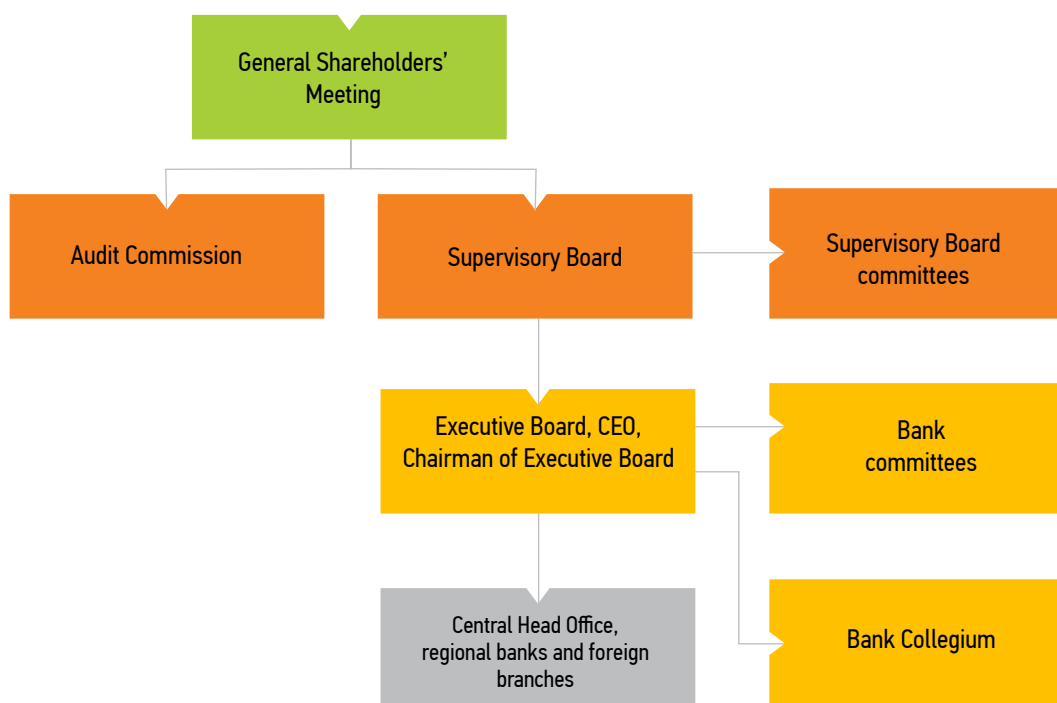 General Shareholders’
Meeting
Audit Commission
Supervisory Board
Supervisory Board
committees
Executive Board, CEO,
Chairman of Executive Board
Bank
committees
Central Head Office,
regional banks and foreign
branches
Bank Collegium